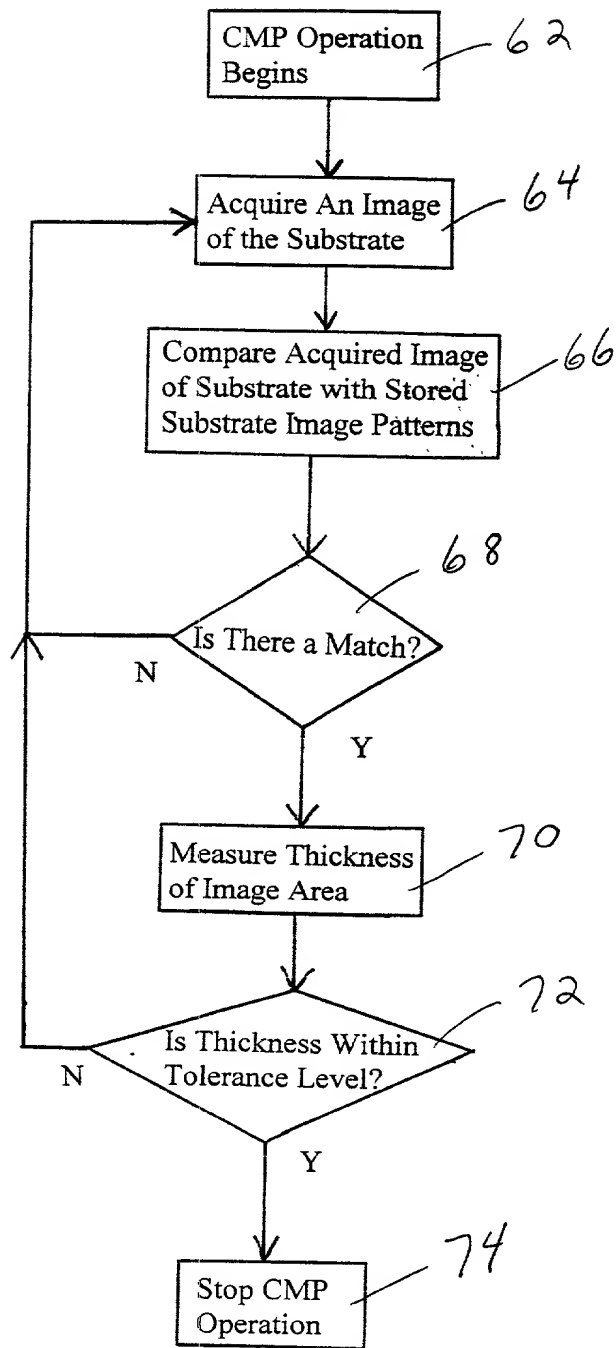 CMP Operation
Begins
62
Acquire An Image
of the Substrate
64
Compare Acquired Image
of Substrate with Stored
Substrate Image Patterns
66
Is There a Match?
68
N
Y
Measure Thickness
of Image Area
70
Is Thickness Within
Tolerance Level?
72
N
Y
Stop CMP
Operation
74